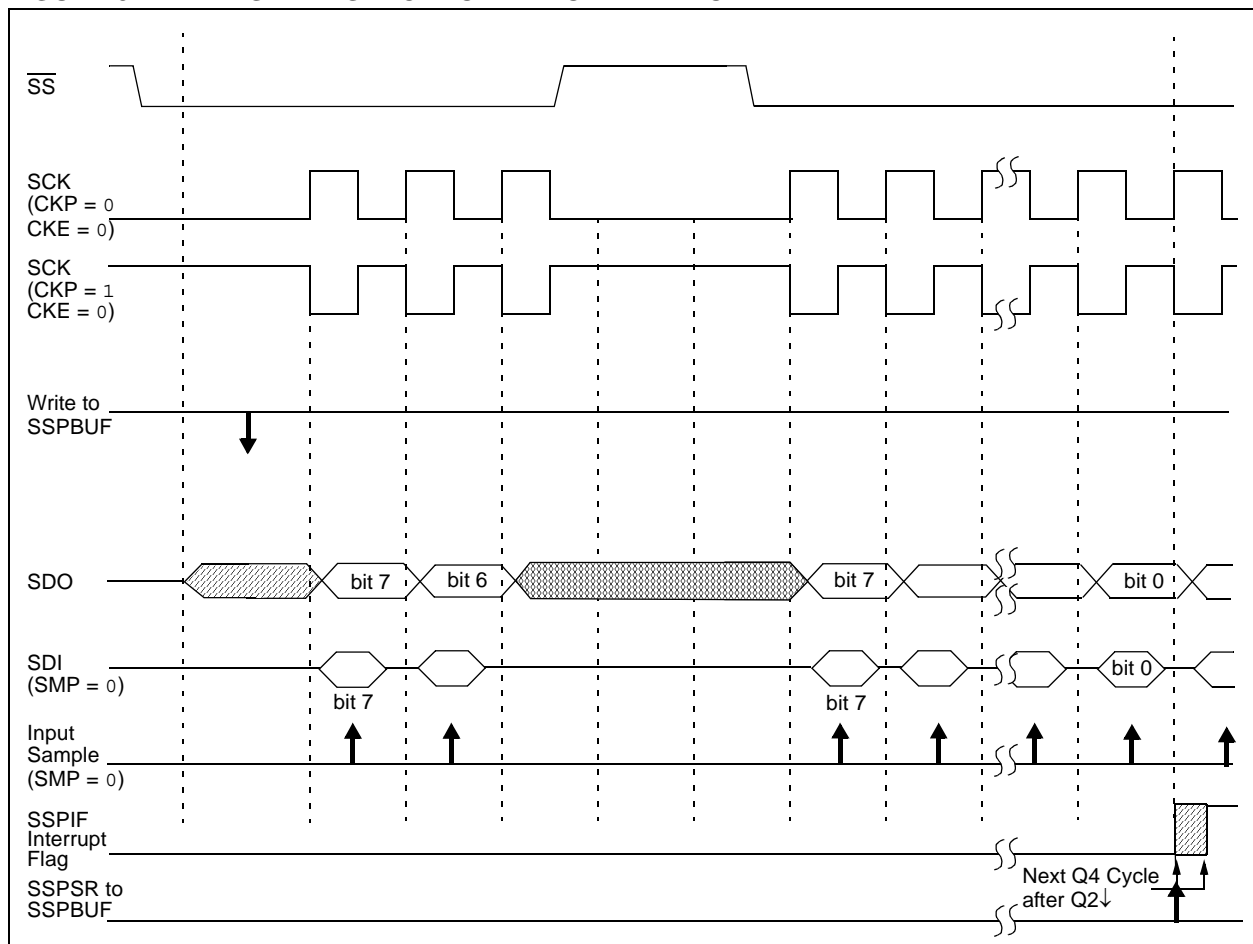 SS
SCK
(CKP = 0
CKE = 0)
SCK
(CKP = 1
CKE = 0)
Write to
SSPBUF
SDO
bit 7
bit 6
bit 7
bit 0
SDI
(SMP = 0)
bit 7
bit 7
bit 0
Input
Sample
(SMP = 0)
SSPIF
Interrupt
Flag
SSPSR to
SSPBUF
Next Q4 Cycle
after Q2↓